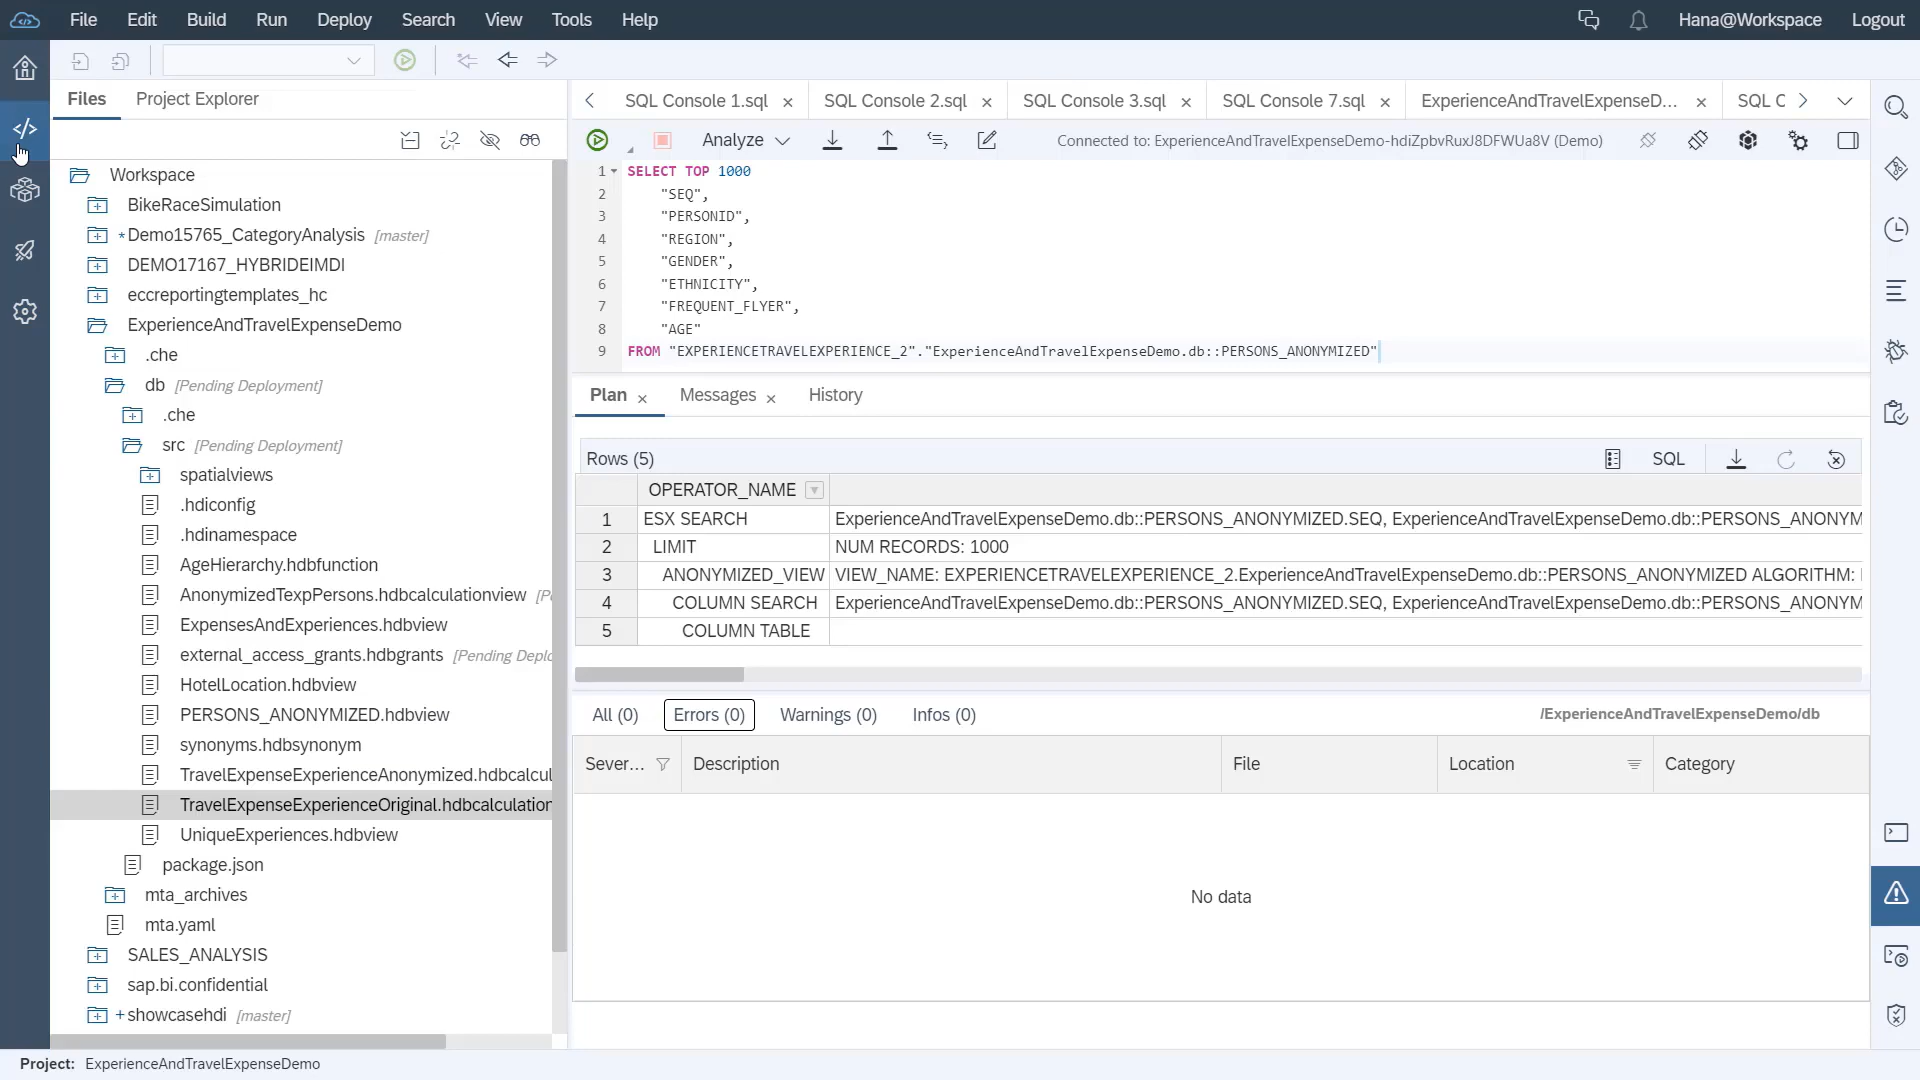 File Edit Build Run Deploy Search View Tools Help Hana@Workspace Logout
Files Project Explorer
Workspace
BikeRaceSimulation
*Demo15765_CategoryAnalysis [master]
DEMO17167_HYBRIDEIMDI
eccreportingtemplates_hc
ExperienceAndTravelExpenseDemo
.che
db [Pending Deployment]
.che
src [Pending Deployment]
spatialviews
.hdiconfig
.hdinamespace
AgeHierarchy.hdbfunction
AnonymizedTexpPersons.hdbcalculationview
ExpensesAndExperiences.hdbview
external_access_grants.hdbgrants [Pending Deplo
HotelLocation.hdbview
PERSONS_ANONYMIZED.hdbview
synonyms.hdbsynonym
TravelExpenseExperienceAnonymized.hdbcalcul
TravelExpenseExperienceOriginal.hdbcalculation
UniqueExperiences.hdbview
package.json
mta_archives
mta.yaml
SALES_ANALYSIS
sap.bi.confidential
+showcasehdi [master]
SQL Console 1.sql × SQL Console 2.sql × SQL Console 3.sql × SQL Console 7.sql × ExperienceAndTravelExpenseD... × SQL C
Analyze Connected to: ExperienceAndTravelExpenseDemo-hdiZpbvRuxJ8DFWUa8V (Demo)
1 SELECT TOP 1000
2 "SEQ",
3 "PERSONID",
4 "REGION",
5 "GENDER",
6 "ETHNICITY",
7 "FREQUENT_FLYER",
8 "AGE"
9 FROM "EXPERIENCETRAVELEXPERIENCE_2"."ExperienceAndTravelExpenseDemo.db::PERSONS_ANONYMIZED"
Plan × Messages × History
Rows (5) SQL
OPERATOR_NAME
1 ESX SEARCH ExperienceAndTravelExpenseDemo.db::PERSONS_ANONYMIZED.SEQ, ExperienceAndTravelExpenseDemo.db::PERSONS_ANONYM
2 LIMIT NUM RECORDS: 1000
3 ANONYMIZED_VIEW VIEW_NAME: EXPERIENCETRAVELEXPERIENCE_2.ExperienceAndTravelExpenseDemo.db::PERSONS_ANONYMIZED ALGORITHM:
4 COLUMN SEARCH ExperienceAndTravelExpenseDemo.db::PERSONS_ANONYMIZED.SEQ, ExperienceAndTravelExpenseDemo.db::PERSONS_ANONYM
5 COLUMN TABLE
All (0) Errors (0) Warnings (0) Infos (0) /ExperienceAndTravelExpenseDemo/db
Sever... Description File Location Category
No data
Project: ExperienceAndTravelExpenseDemo